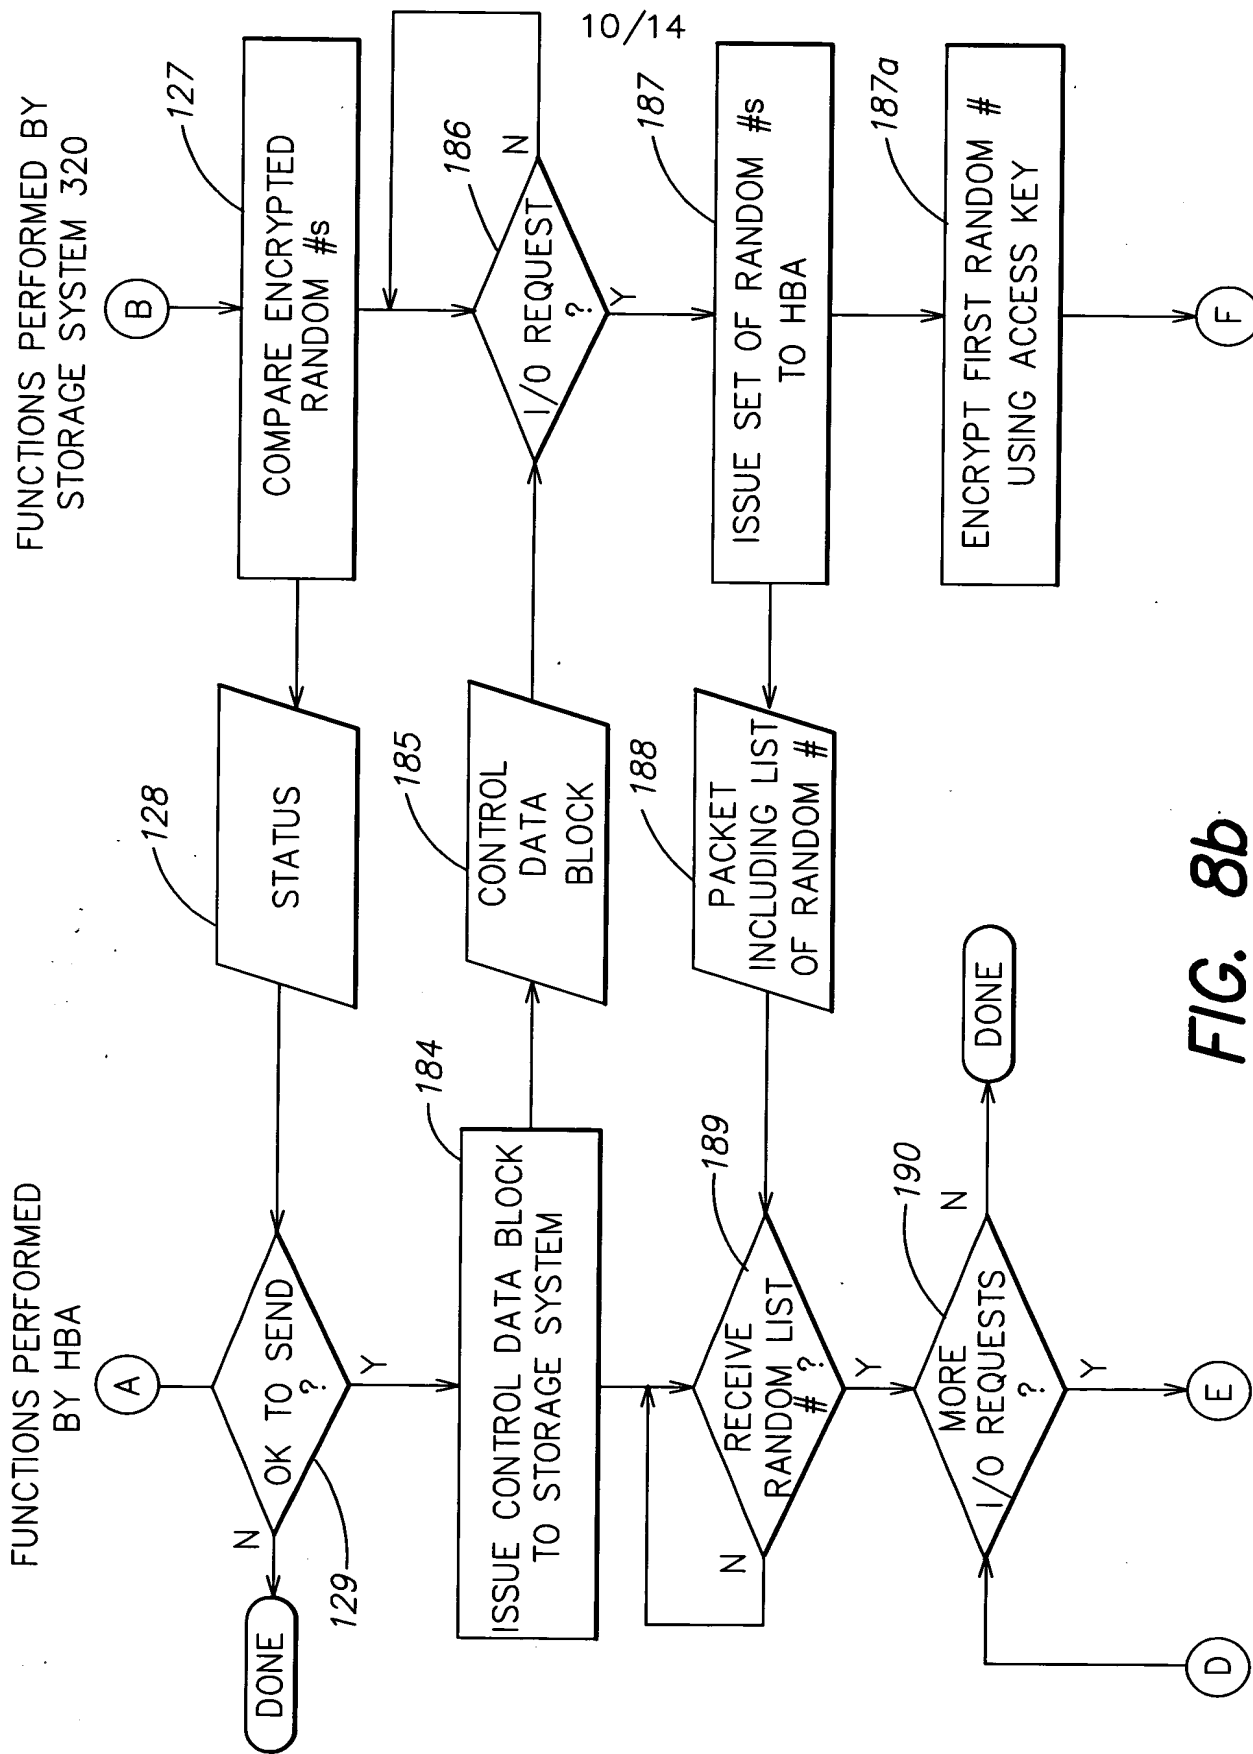 10/14
FUNCTIONS PERFORMED
BY HBA
FUNCTIONS PERFORMED BY
STORAGE SYSTEM 320
A
B
127
COMPARE ENCRYPTED
RANDOM #s
128
STATUS
OK TO SEND
?
129
N
DONE
Y
184
ISSUE CONTROL DATA BLOCK
TO STORAGE SYSTEM
185
CONTROL
DATA
BLOCK
186
I/O REQUEST
?
N
Y
187
ISSUE SET OF RANDOM #s
TO HBA
188
PACKET
INCLUDING LIST
OF RANDOM #
189
RECEIVE
RANDOM LIST
# ?
N
Y
187a
ENCRYPT FIRST RANDOM #
USING ACCESS KEY
190
MORE
I/O REQUESTS
?
N
DONE
Y
D
E
F
FIG. 8b